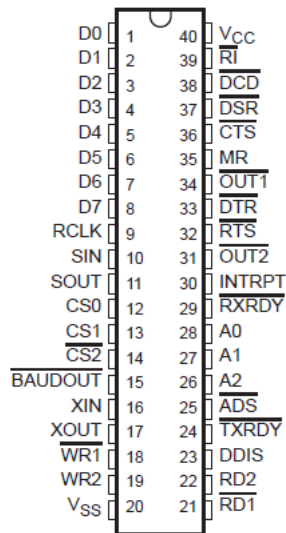 D0 1 40 VCC
D1 2 39 RI
D2 3 38 DCD
D3 4 37 DSR
D4 5 36 CTS
D5 6 35 MR
D6 7 34 OUT1
D7 8 33 DTR
RCLK 9 32 RTS
SIN 10 31 OUT2
SOUT 11 30 INTRPT
CS0 12 29 RXRDY
CS1 13 28 A0
CS2 14 27 A1
BAUDOUT 15 26 A2
XIN 16 25 ADS
XOUT 17 24 TXRDY
WR1 18 23 DDIS
WR2 19 22 RD2
VSS 20 21 RD1